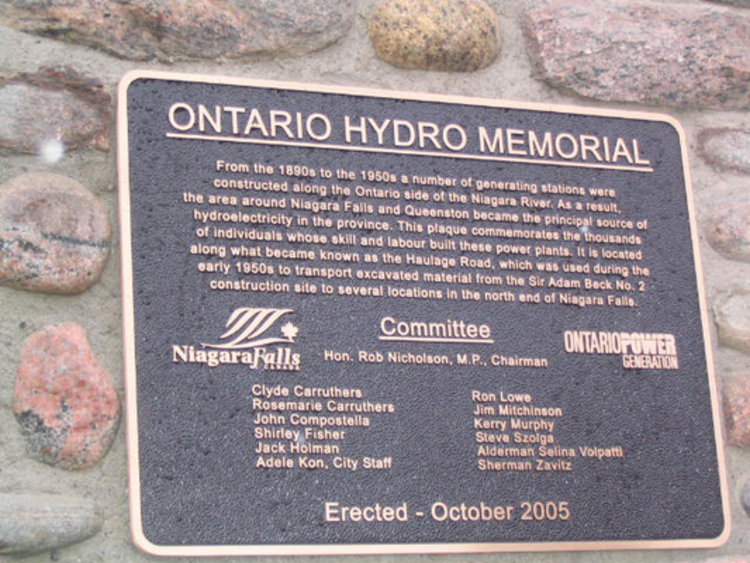 ONTARIO HYDRO MEMORIAL
From the 1890s to the 1950s a number of generating stations were
constructed along the Ontario side of the Niagara River. As a result,
the area around Niagara Falls and Queenston became the principal source of
hydroelectricity in the province. This plaque commemorates the thousands
of individuals whose skill and labour built these power plants. It is located
along what became known as the Haulage Road, which was used during the
early 1950s to transport excavated material from the Sir Adam Beck No. 2
construction site to several locations in the north end of Niagara Falls.
NiagaraFalls
CANADA
Committee
Hon. Rob Nicholson, M.P., Chairman
ONTARIOPOWER
GENERATION
Clyde Carruthers
Rosemarie Carruthers
John Compostella
Shirley Fisher
Jack Holman
Adele Kon, City Staff
Ron Lowe
Jim Mitchinson
Kerry Murphy
Steve Szolga
Alderman Selina Volpatti
Sherman Zavitz
Erected - October 2005